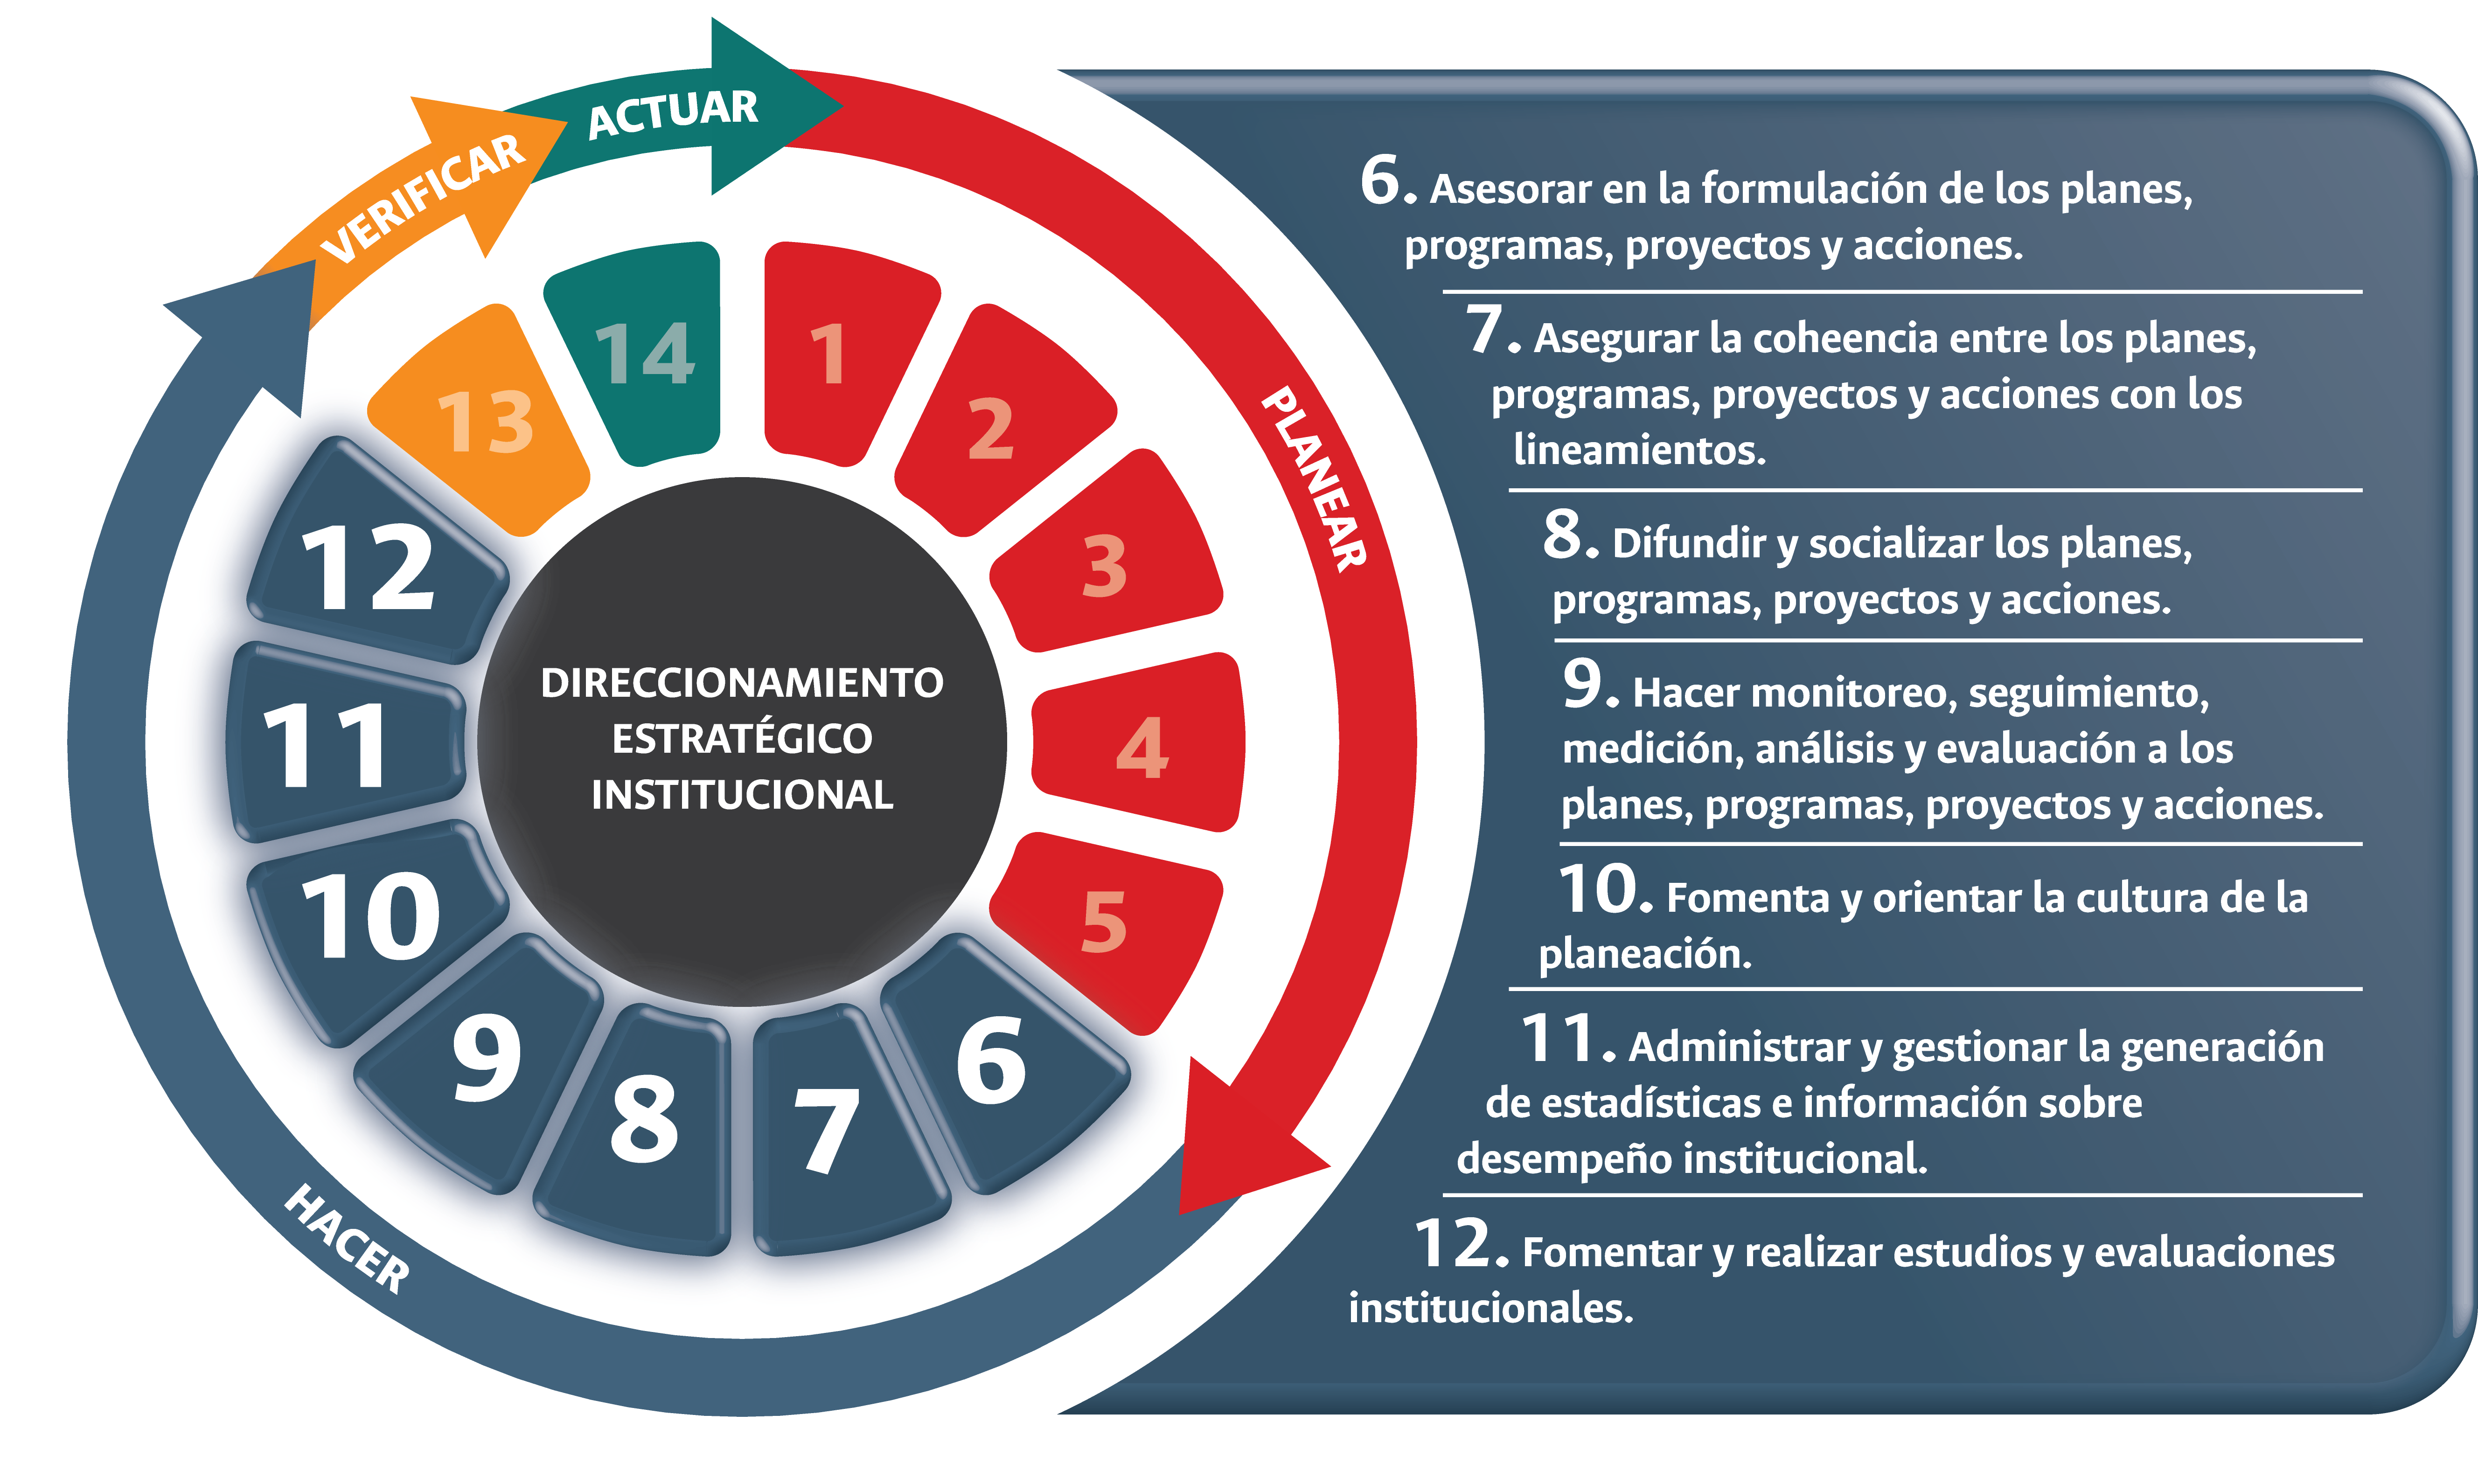 ACTUAR
VERIFICAR
PLANEAR
HACER
1
2
3
4
5
6
7
8
9
10
11
12
13
14
DIRECCIONAMIENTO
ESTRATÉGICO
INSTITUCIONAL
6. Asesorar en la formulación de los planes,
programas, proyectos y acciones.
7. Asegurar la coheencia entre los planes,
programas, proyectos y acciones con los
lineamientos.
8. Difundir y socializar los planes,
programas, proyectos y acciones.
9. Hacer monitoreo, seguimiento,
medición, análisis y evaluación a los
planes, programas, proyectos y acciones.
10. Fomenta y orientar la cultura de la
planeación.
11. Administrar y gestionar la generación
de estadísticas e información sobre
desempeño institucional.
12. Fomentar y realizar estudios y evaluaciones
institucionales.